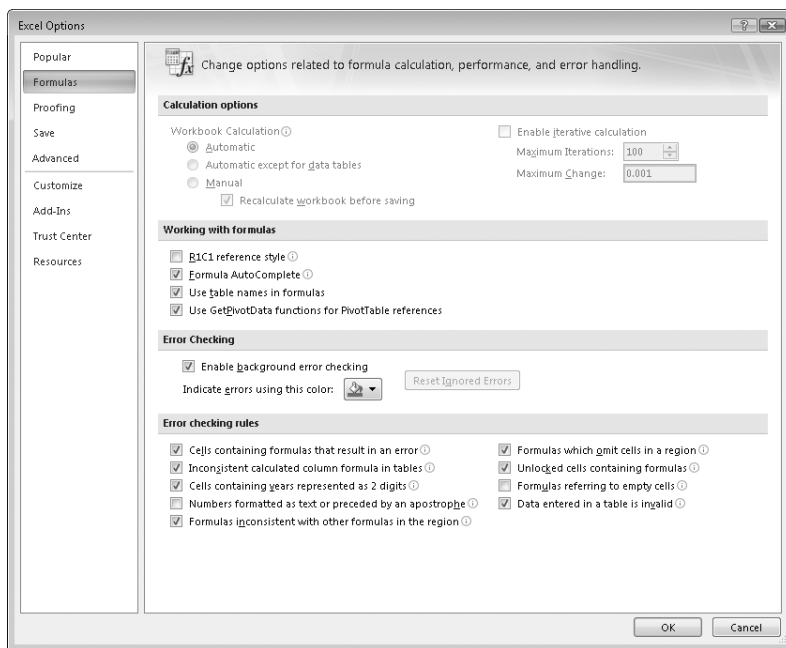 Excel Options
Popular
Formulas
Proofing
Save
Advanced
Customize
Add-Ins
Trust Center
Resources
Change options related to formula calculation, performance, and error handling.
Calculation options
Workbook Calculation
Automatic
Automatic except for data tables
Manual
Recalculate workbook before saving
Enable iterative calculation
Maximum Iterations: 100
Maximum Change: 0.001
Working with formulas
R1C1 reference style
Formula AutoComplete
Use table names in formulas
Use GetPivotData functions for PivotTable references
Error Checking
Enable background error checking
Indicate errors using this color:
Reset Ignored Errors
Error checking rules
Cells containing formulas that result in an error
Inconsistent calculated column formula in tables
Cells containing years represented as 2 digits
Numbers formatted as text or preceded by an apostrophe
Formulas inconsistent with other formulas in the region
Formulas which omit cells in a region
Unlocked cells containing formulas
Formulas referring to empty cells
Data entered in a table is invalid
OK
Cancel